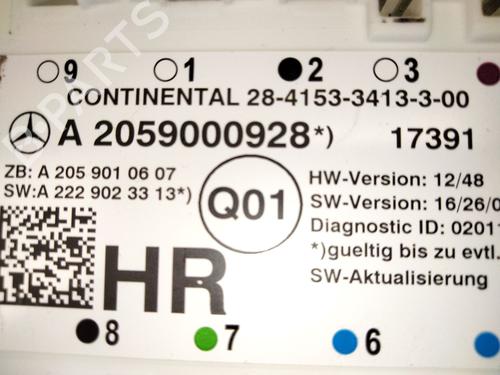 PARTS
9 1 2 3
CONTINENTAL 28-4153-3413-3-00
A 2059000928*) 17391
ZB: A 205 901 06 07
SW:A 222 902 33 13*)
Q01
HW-Version: 12/48
SW-Version: 16/26/0
Diagnostic ID: 02011
*)gueltig bis zu evtl.
SW-Aktualisierung
HR
8 7 6